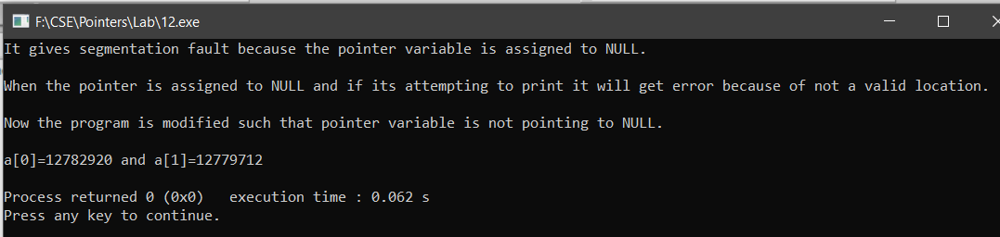 F:\CSE\Pointers\Lab\12.exe
It gives segmentation fault because the pointer variable is assigned to NULL.
When the pointer is assigned to NULL and if its attempting to print it will get error because of not a valid location.
Now the program is modified such that pointer variable is not pointing to NULL.
a[0]=12782920 and a[1]=12779712
Process returned 0 (0x0)   execution time : 0.062 s
Press any key to continue.